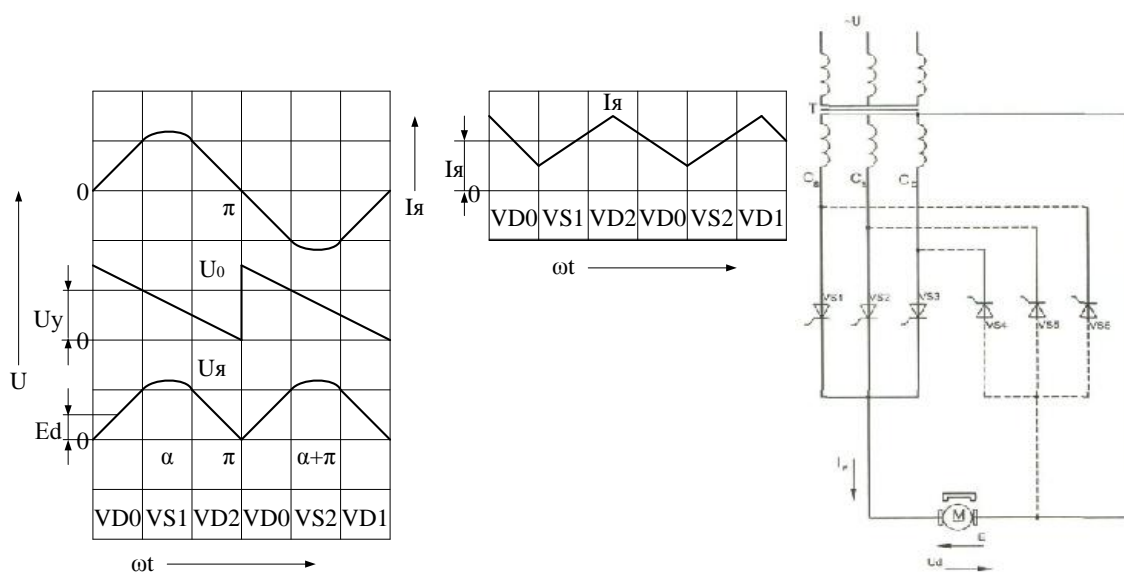 0
π
Iя
U₀
Uy
0
U
Uя
Ed
0
α
π
α+π
VD0 VS1 VD2 VD0 VS2 VD1
ωt
Iя
Iя
0
VD0 VS1 VD2 VD0 VS2 VD1
ωt
~U
T
VS1
VS2
VS3
VS4
VS5
VS6
M
E
Ud